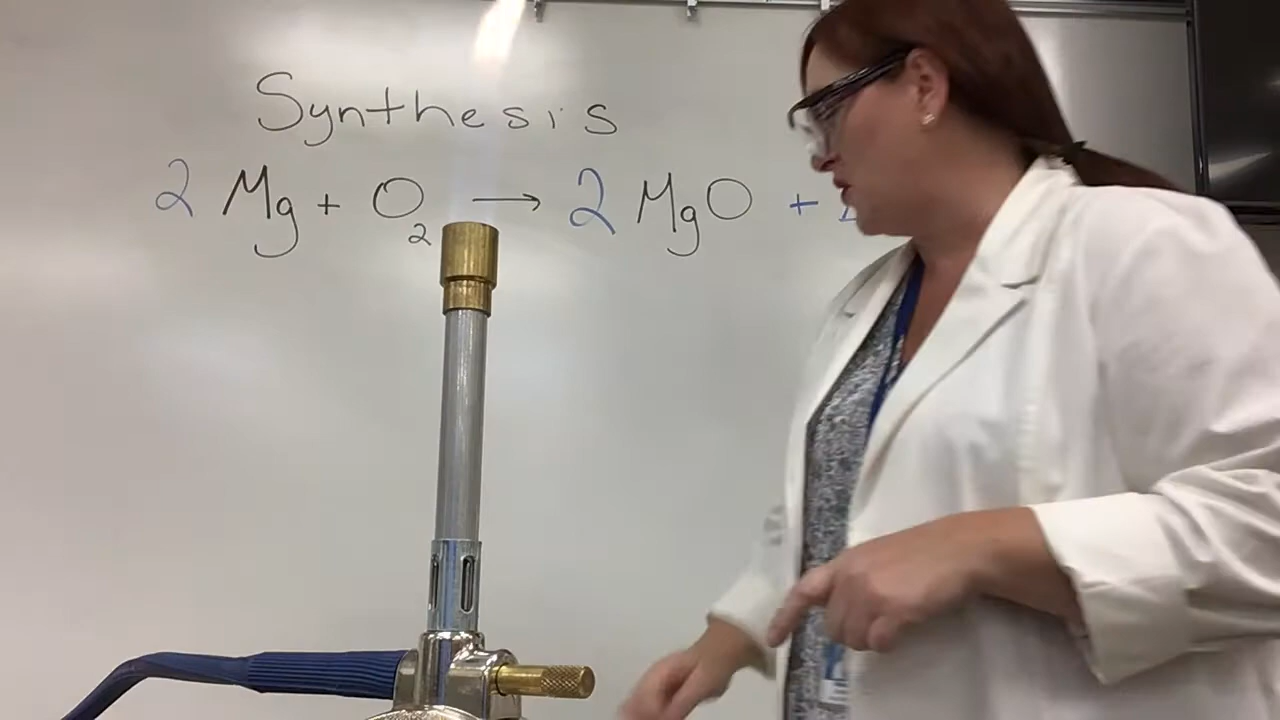 Synthesis
2 Mg + O₂ → 2 MgO +